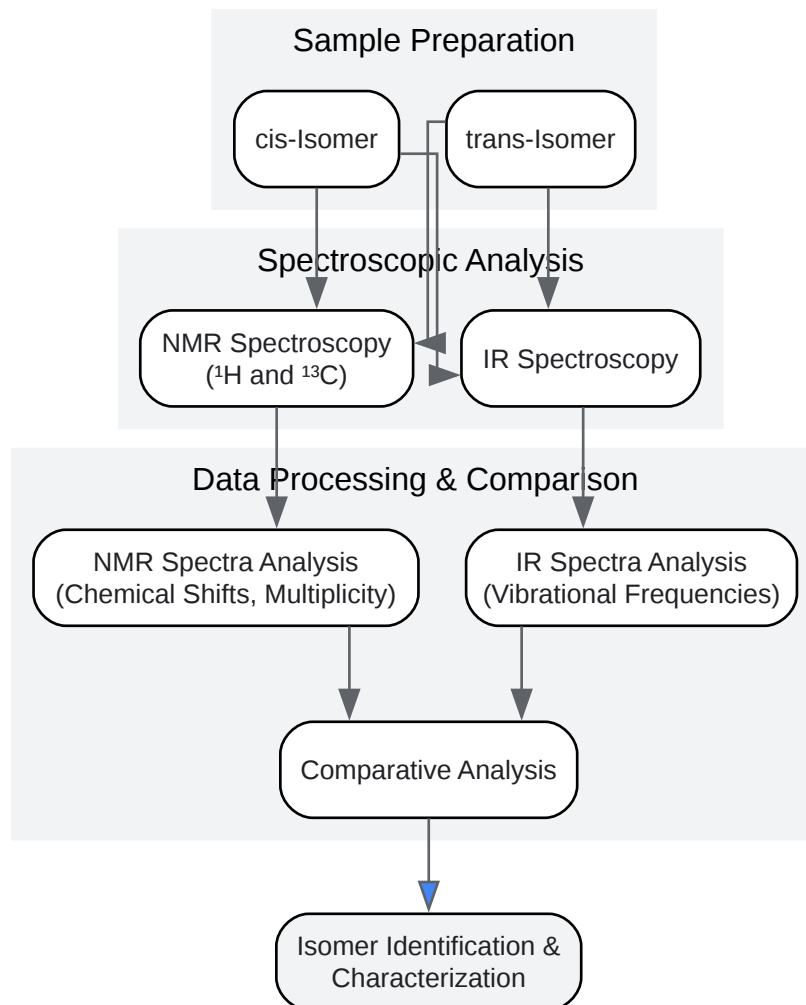 Sample Preparation
cis-Isomer
trans-Isomer
Spectroscopic Analysis
NMR Spectroscopy
(¹H and ¹³C)
IR Spectroscopy
Data Processing & Comparison
NMR Spectra Analysis
(Chemical Shifts, Multiplicity)
IR Spectra Analysis
(Vibrational Frequencies)
Comparative Analysis
Isomer Identification &
Characterization